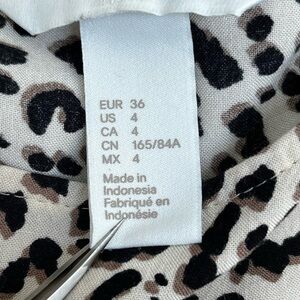 EUR 36
US 4
CA 4
CN 165/84A
MX 4
Made in
Indonesia
Fabriqué en
Indonésie